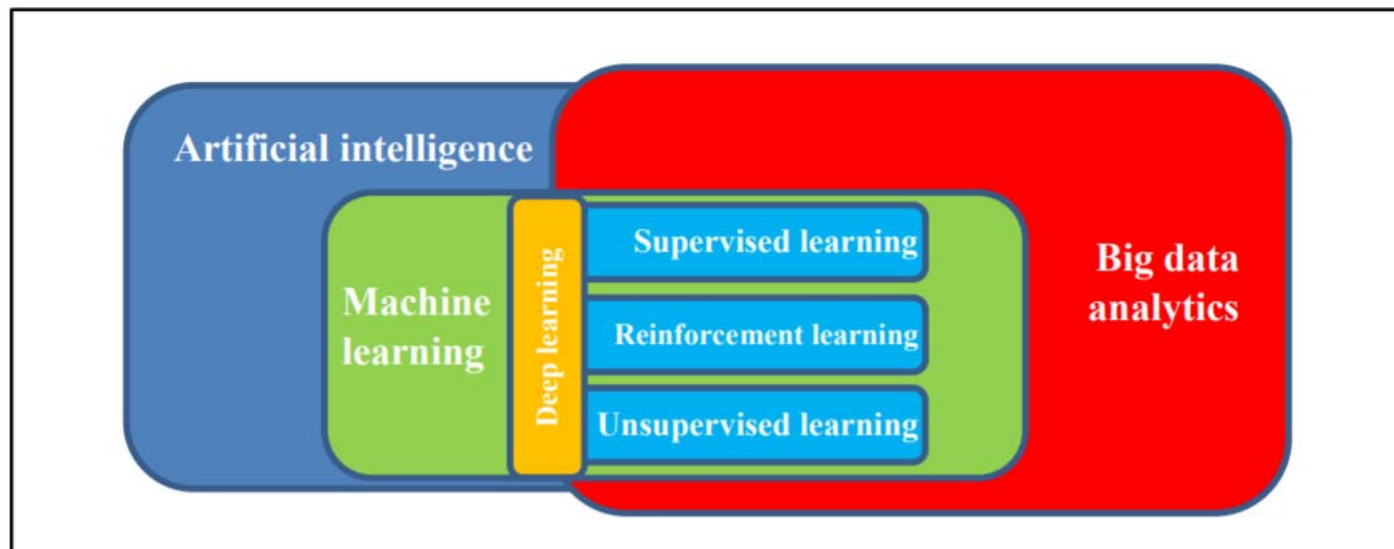 Artificial intelligence
Machine
learning
Deep learning
Supervised learning
Reinforcement learning
Unsupervised learning
Big data
analytics